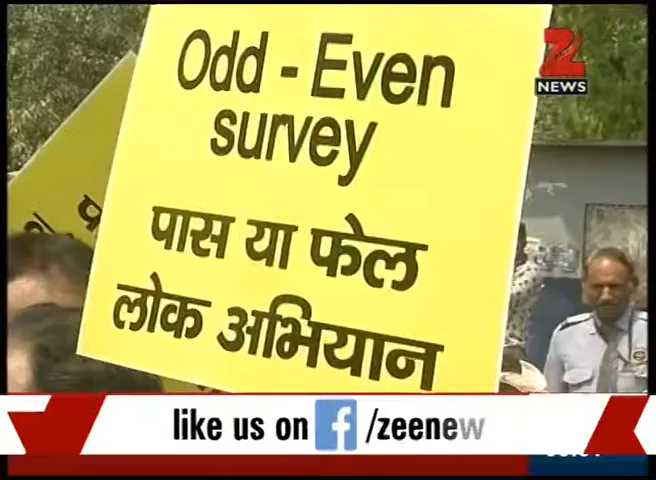 Z
NEWS
Odd - Even
survey
पास या फेल
लोक अभियान
like us on f /zeenew